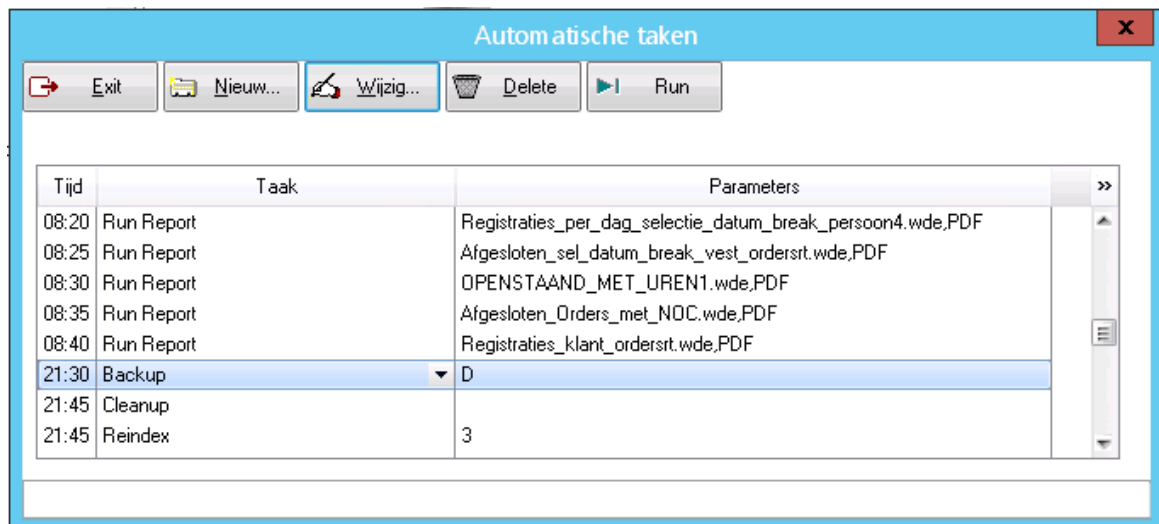 Automatische taken
x
Exit Nieuw... Wijzig... Delete Run
Tijd Taak Parameters »
08:20 Run Report Registraties_per_dag_selectie_datum_break_persoon4.wde,PDF
08:25 Run Report Afgesloten_sel_datum_break_vest_ordersrt.wde,PDF
08:30 Run Report OPENSTAAND_MET_UREN1.wde,PDF
08:35 Run Report Afgesloten_Orders_met_NOC.wde,PDF
08:40 Run Report Registraties_klant_ordersrt.wde,PDF
21:30 Backup D
21:45 Cleanup
21:45 Reindex 3